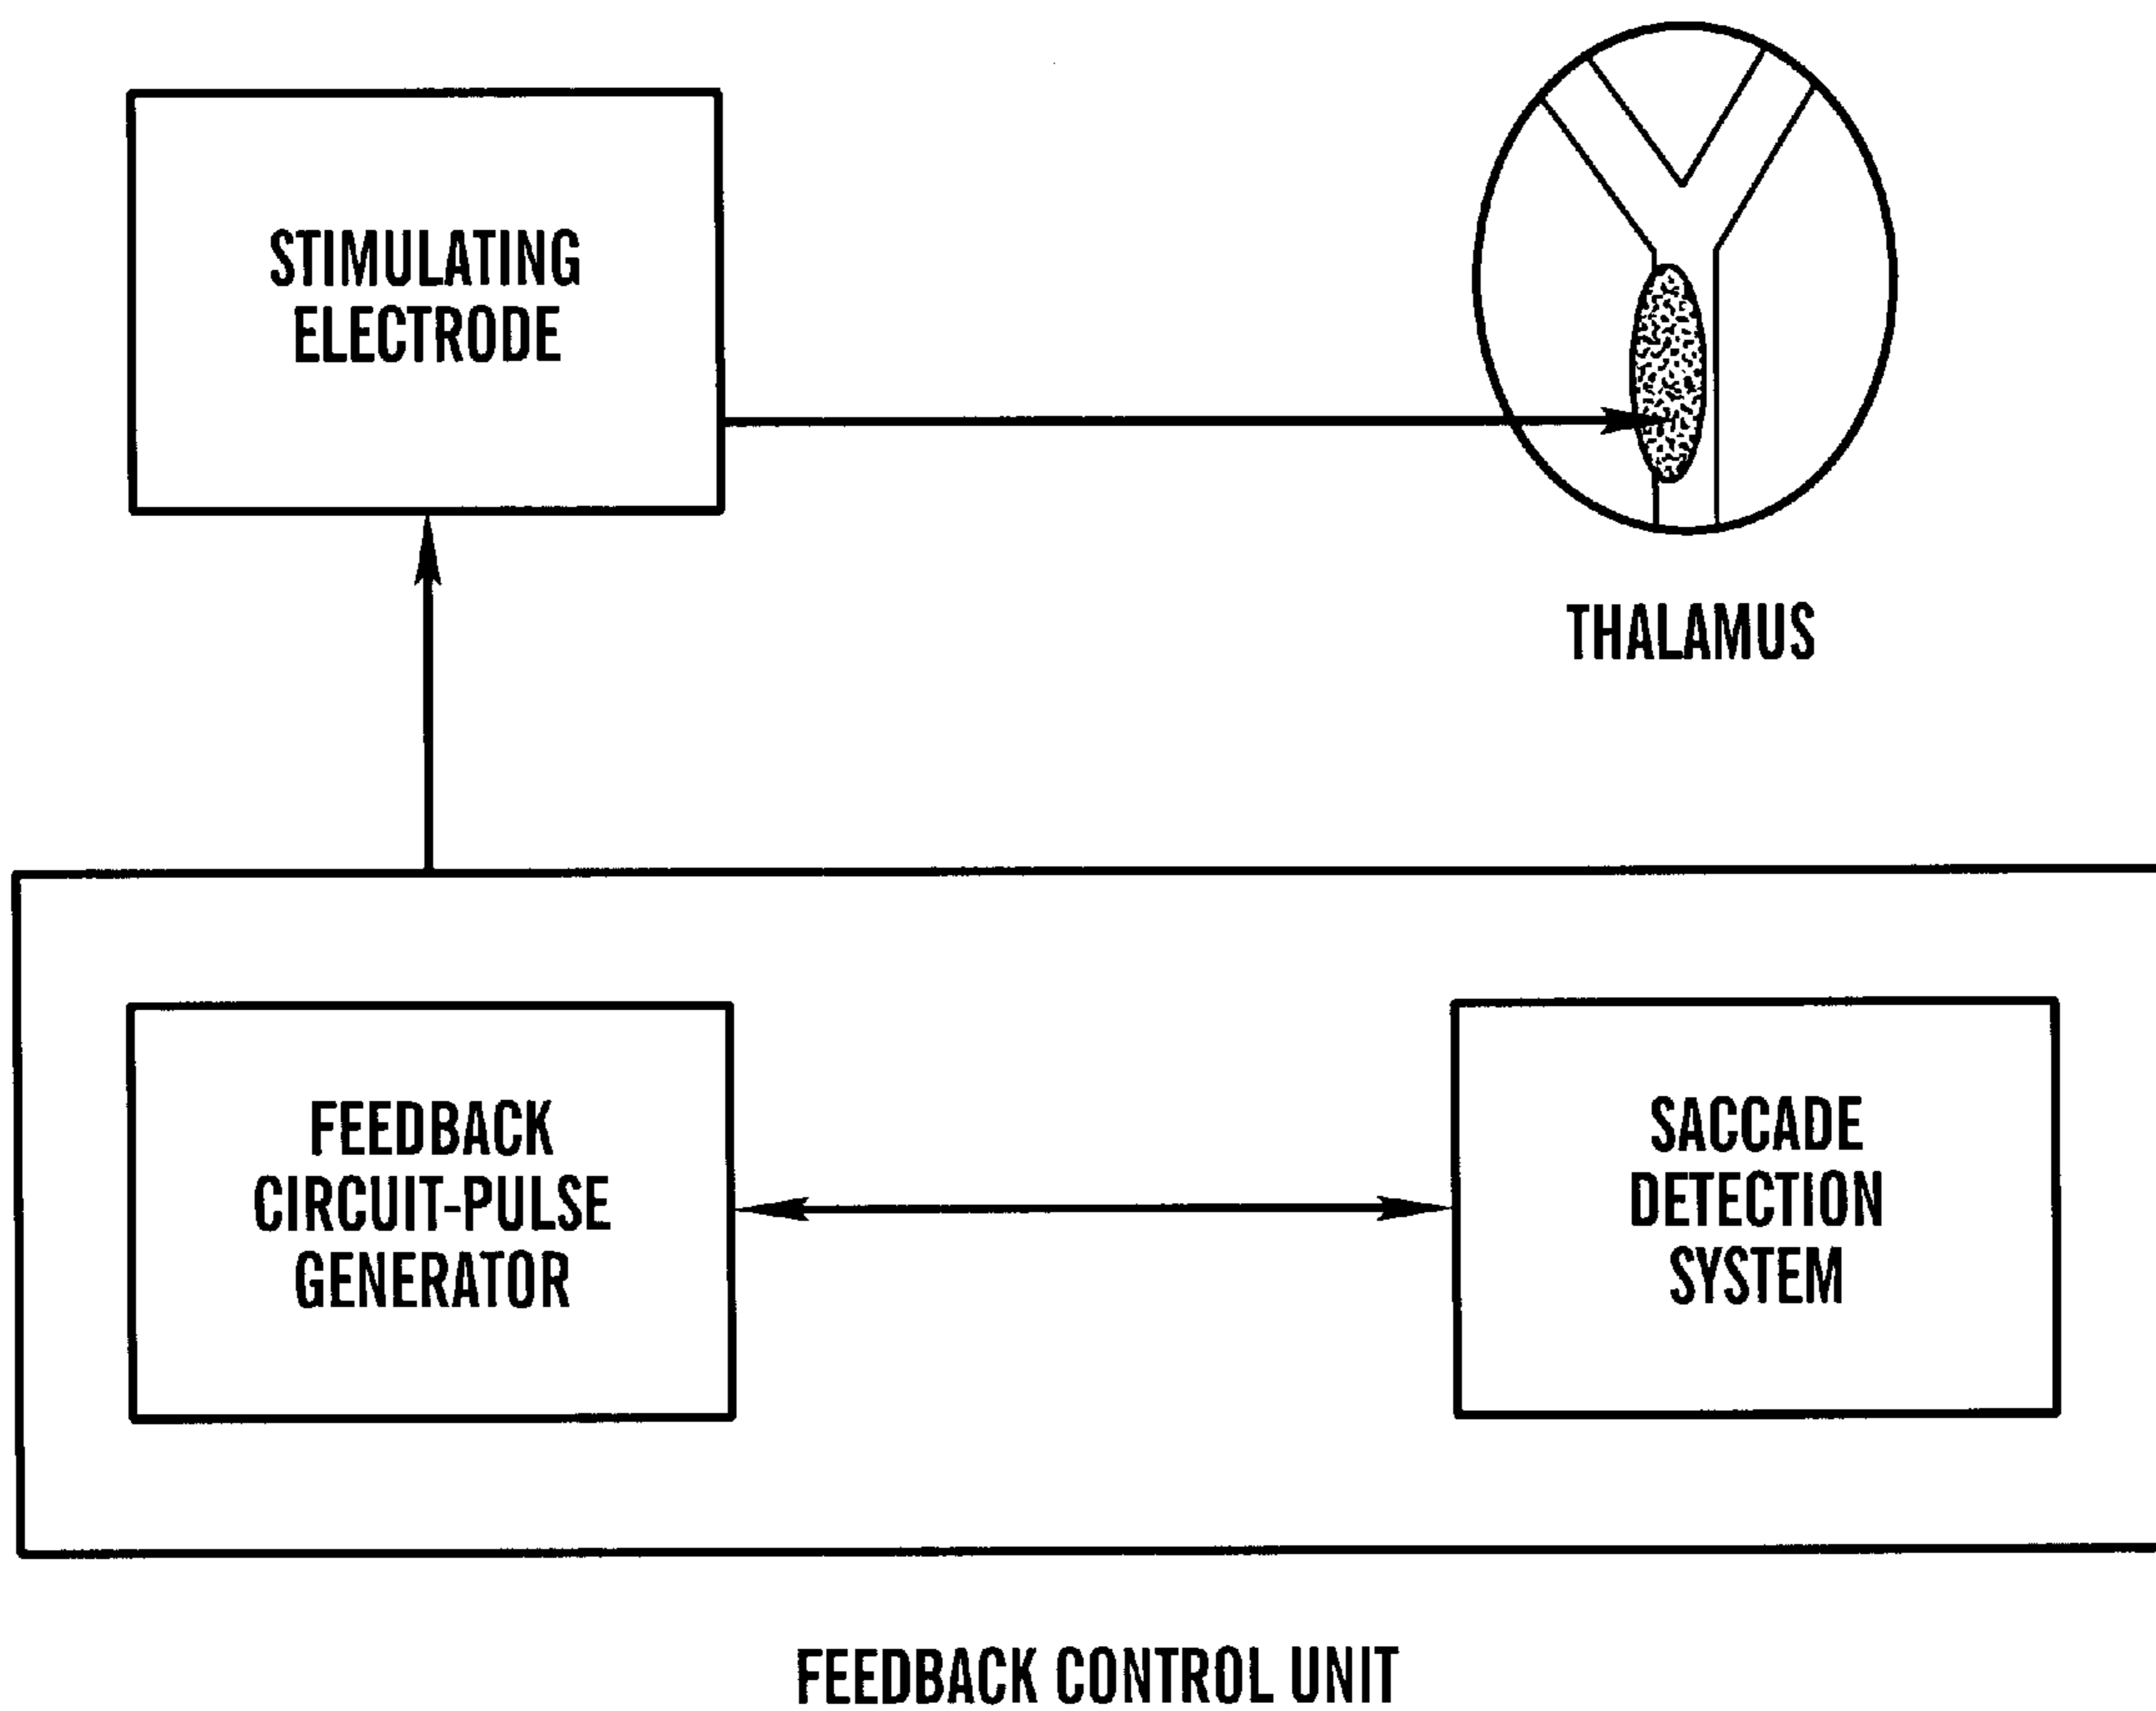 STIMULATING
ELECTRODE
THALAMUS
FEEDBACK
CIRCUIT-PULSE
GENERATOR
SACCADE
DETECTION
SYSTEM
FEEDBACK CONTROL UNIT